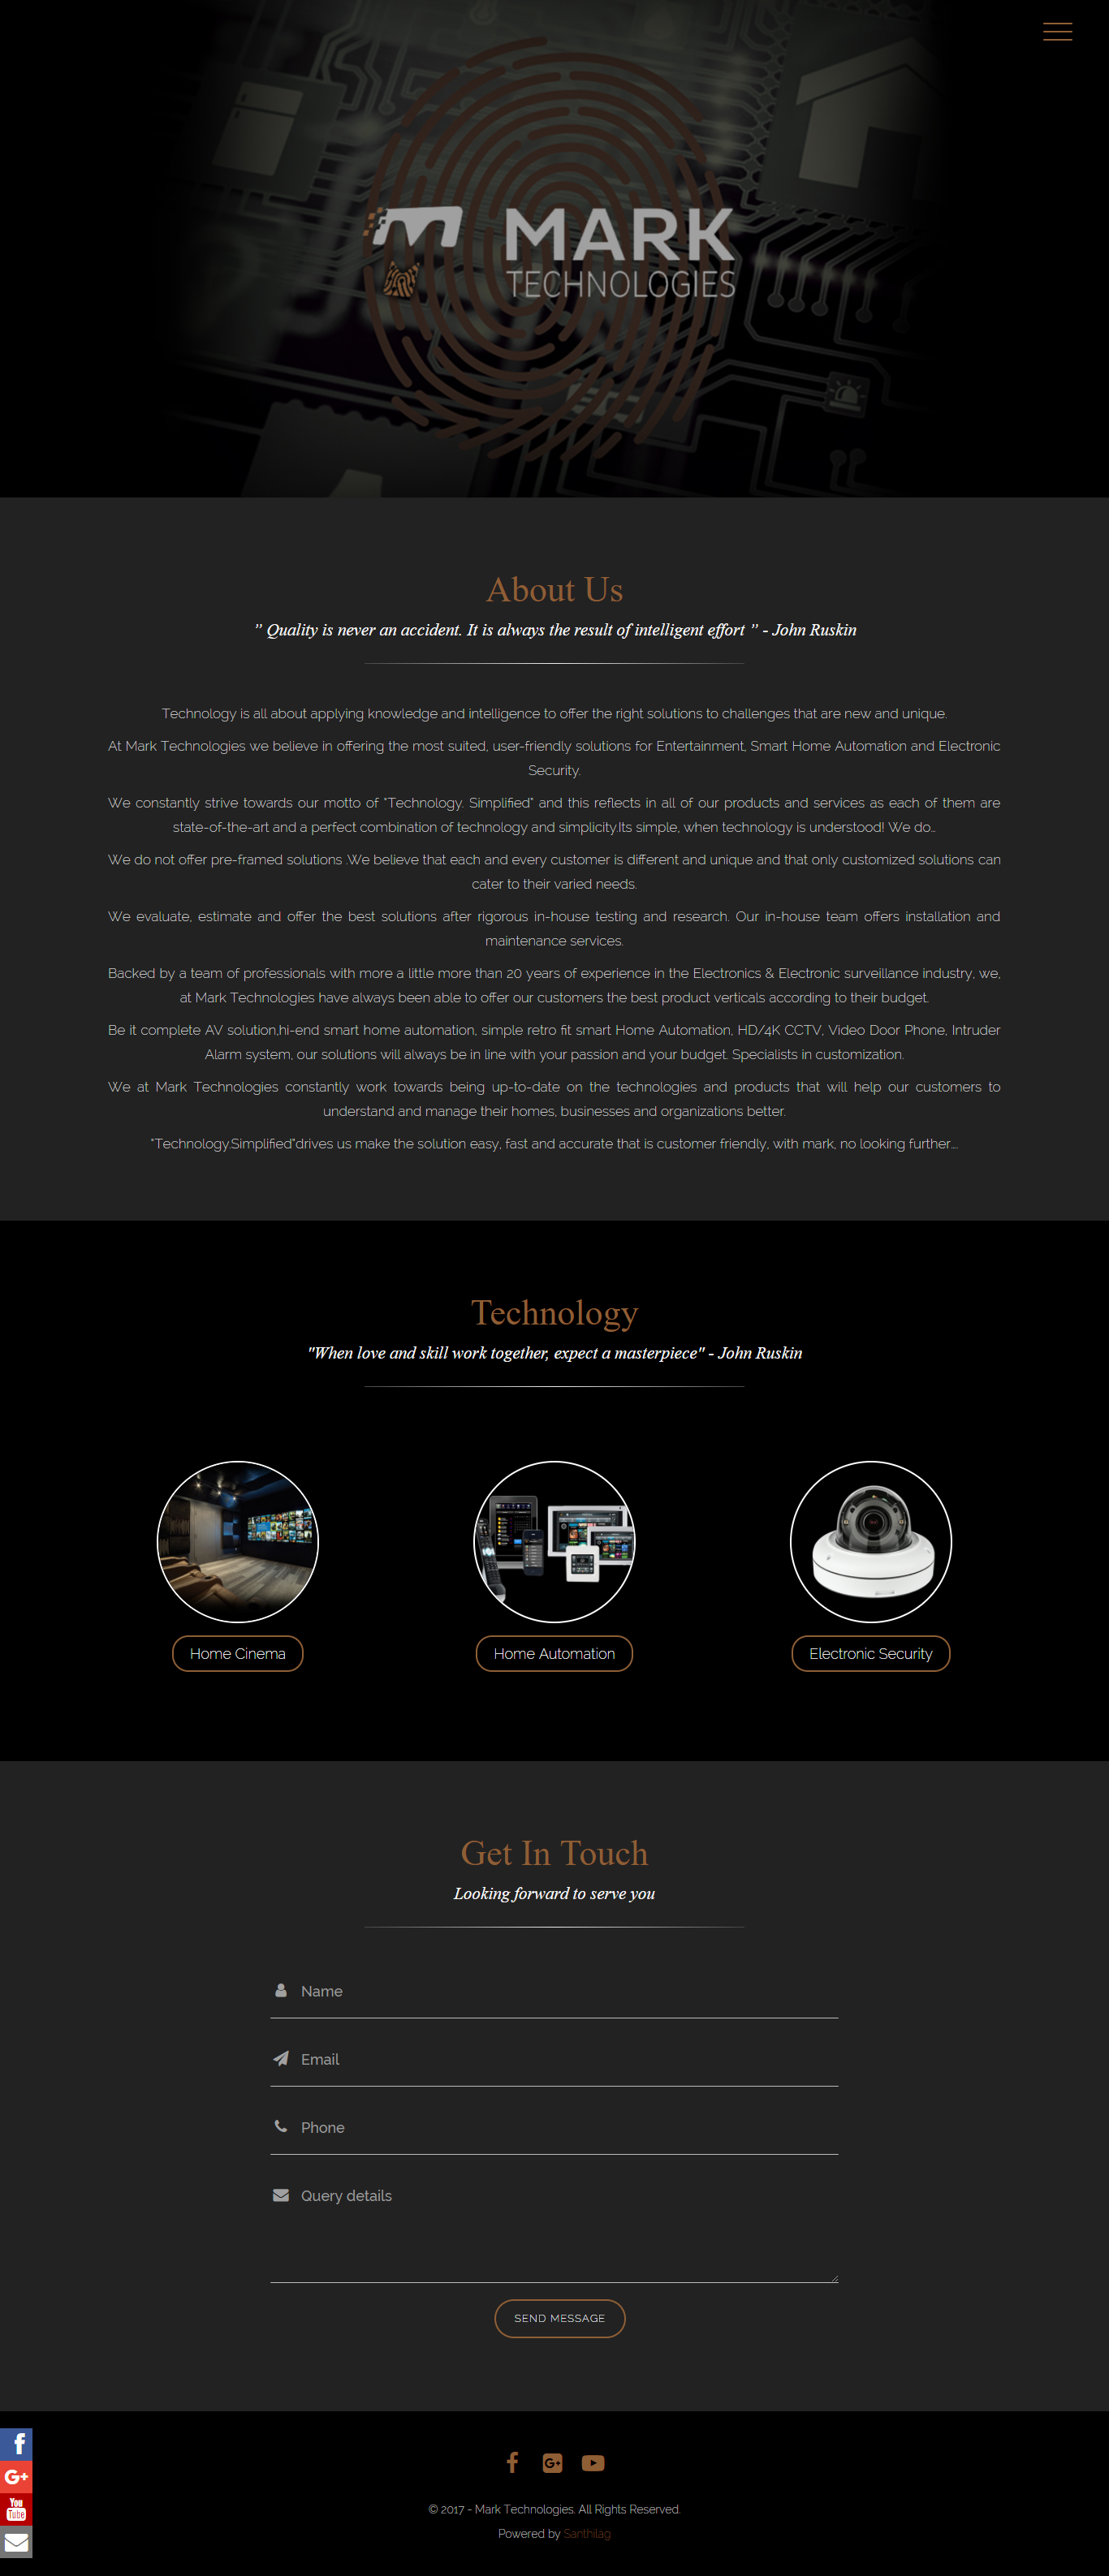 MARK
TECHNOLOGIES
About Us
” Quality is never an accident. It is always the result of intelligent effort ” - John Ruskin
Technology is all about applying knowledge and intelligence to offer the right solutions to challenges that are new and unique.
At Mark Technologies we believe in offering the most suited, user-friendly solutions for Entertainment, Smart Home Automation and Electronic
Security.
We constantly strive towards our motto of "Technology. Simplified" and this reflects in all of our products and services as each of them are
state-of-the-art and a perfect combination of technology and simplicity.Its simple, when technology is understood! We do...
We do not offer pre-framed solutions .We believe that each and every customer is different and unique and that only customized solutions can
cater to their varied needs.
We evaluate, estimate and offer the best solutions after rigorous in-house testing and research. Our in-house team offers installation and
maintenance services.
Backed by a team of professionals with more a little more than 20 years of experience in the Electronics & Electronic surveillance industry, we,
at Mark Technologies have always been able to offer our customers the best product verticals according to their budget.
Be it complete AV solution,hi-end smart home automation, simple retro fit smart Home Automation, HD/4K CCTV, Video Door Phone, Intruder
Alarm system, our solutions will always be in line with your passion and your budget. Specialists in customization.
We at Mark Technologies constantly work towards being up-to-date on the technologies and products that will help our customers to
understand and manage their homes, businesses and organizations better.
"Technology.Simplified"drives us make the solution easy, fast and accurate that is customer friendly, with mark, no looking further....
Technology
"When love and skill work together, expect a masterpiece" - John Ruskin
Home Cinema
Home Automation
Electronic Security
Get In Touch
Looking forward to serve you
Name
Email
Phone
Query details
SEND MESSAGE
f
G+
You
Tube
G+
© 2017 - Mark Technologies. All Rights Reserved.
Powered by Santhilag